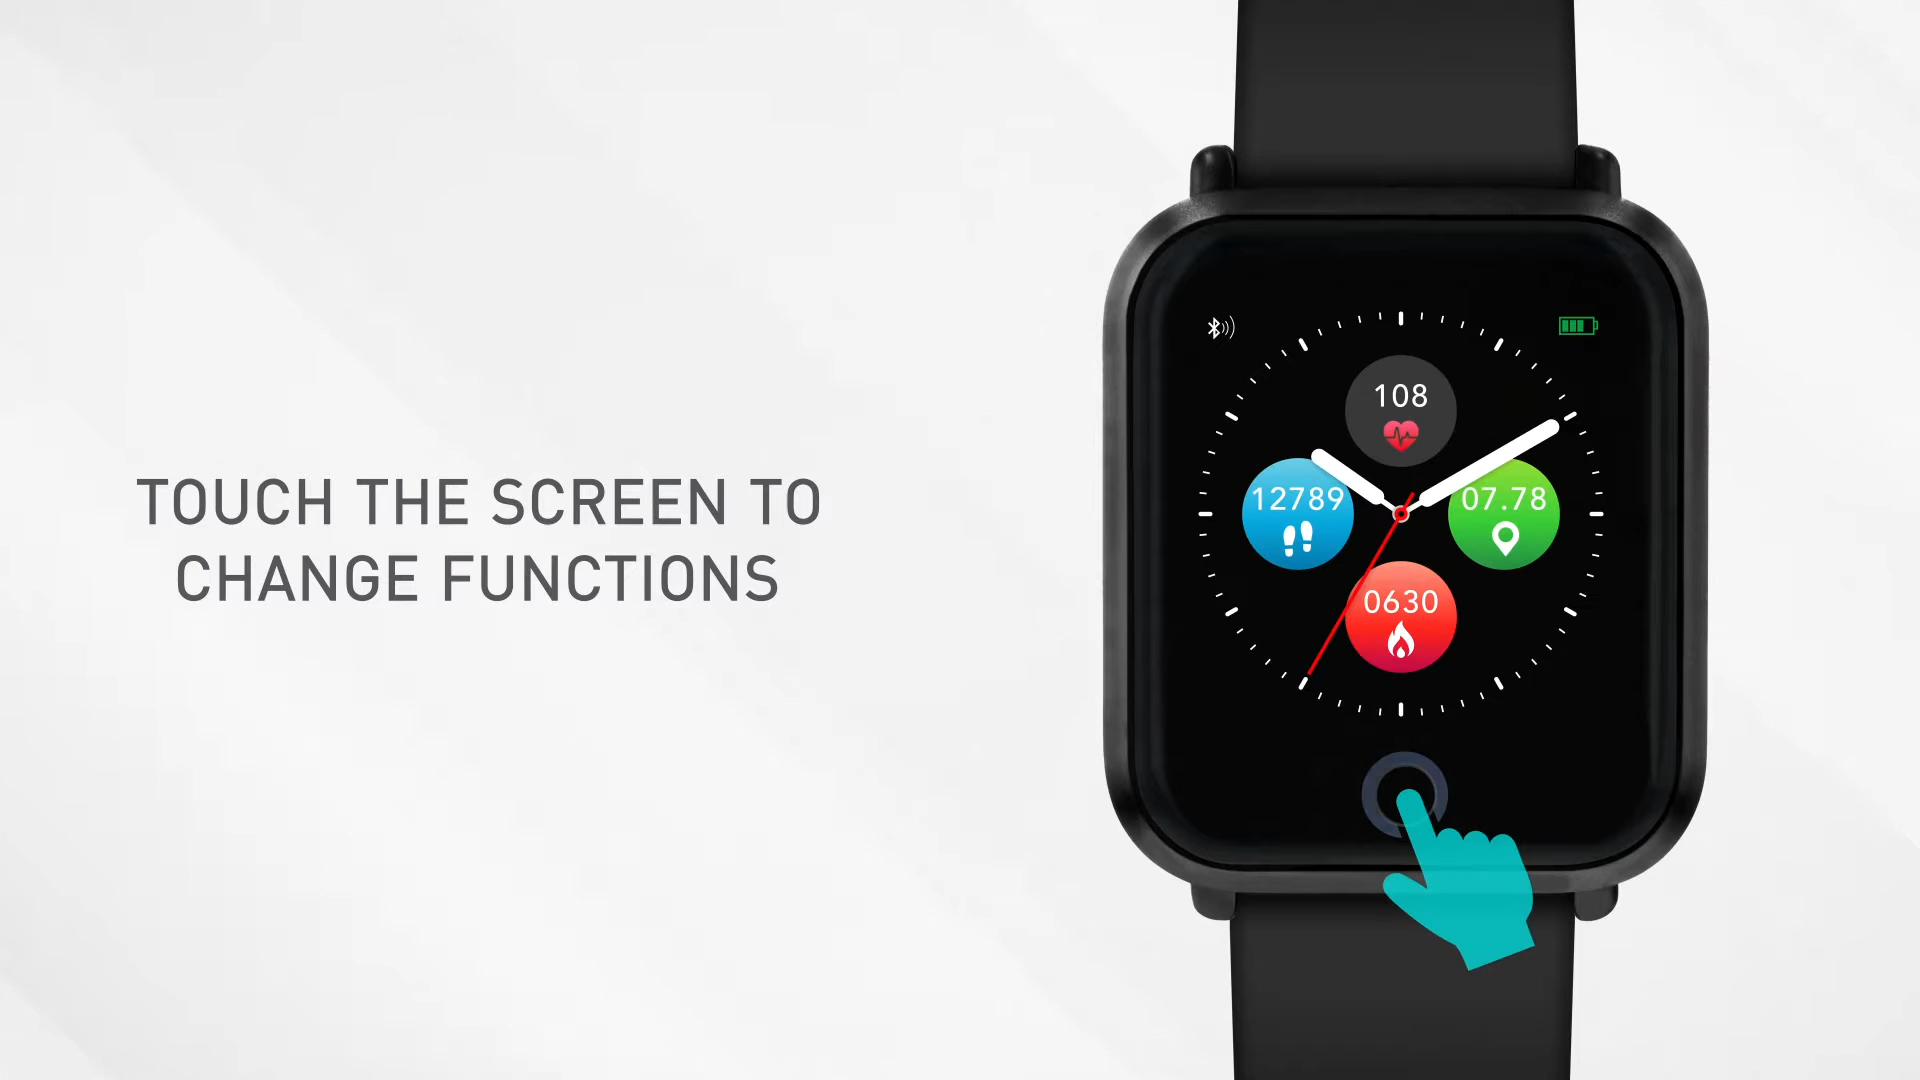 TOUCH THE SCREEN TO
CHANGE FUNCTIONS
108
12789
07.78
0630